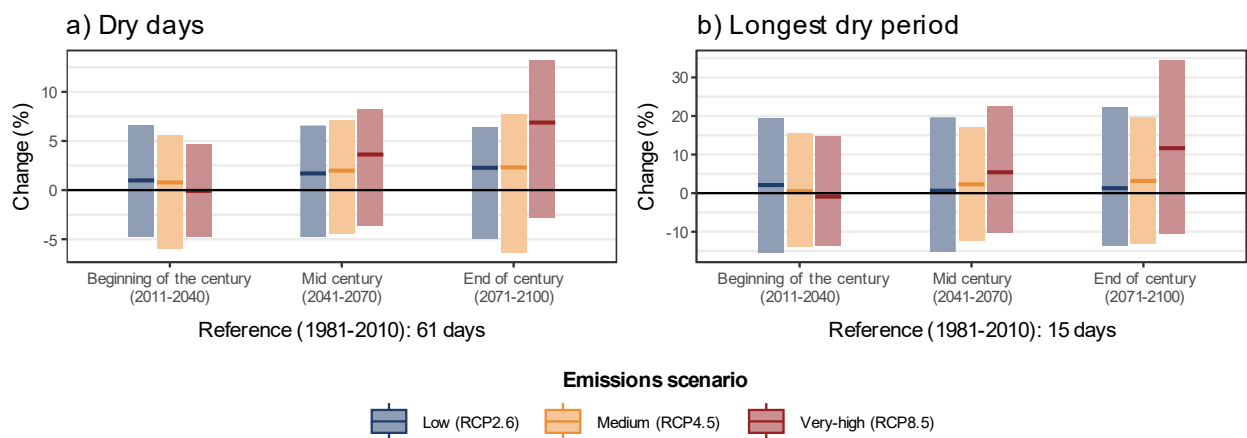 a) Dry days
Change (%)
10
5
0
-5
Beginning of the century
(2011-2040)
Mid century
(2041-2070)
End of century
(2071-2100)
Reference (1981-2010): 61 days
b) Longest dry period
Change (%)
30
20
10
0
-10
Beginning of the century
(2011-2040)
Mid century
(2041-2070)
End of century
(2071-2100)
Reference (1981-2010): 15 days
Emissions scenario
Low (RCP2.6)
Medium (RCP4.5)
Very-high (RCP8.5)